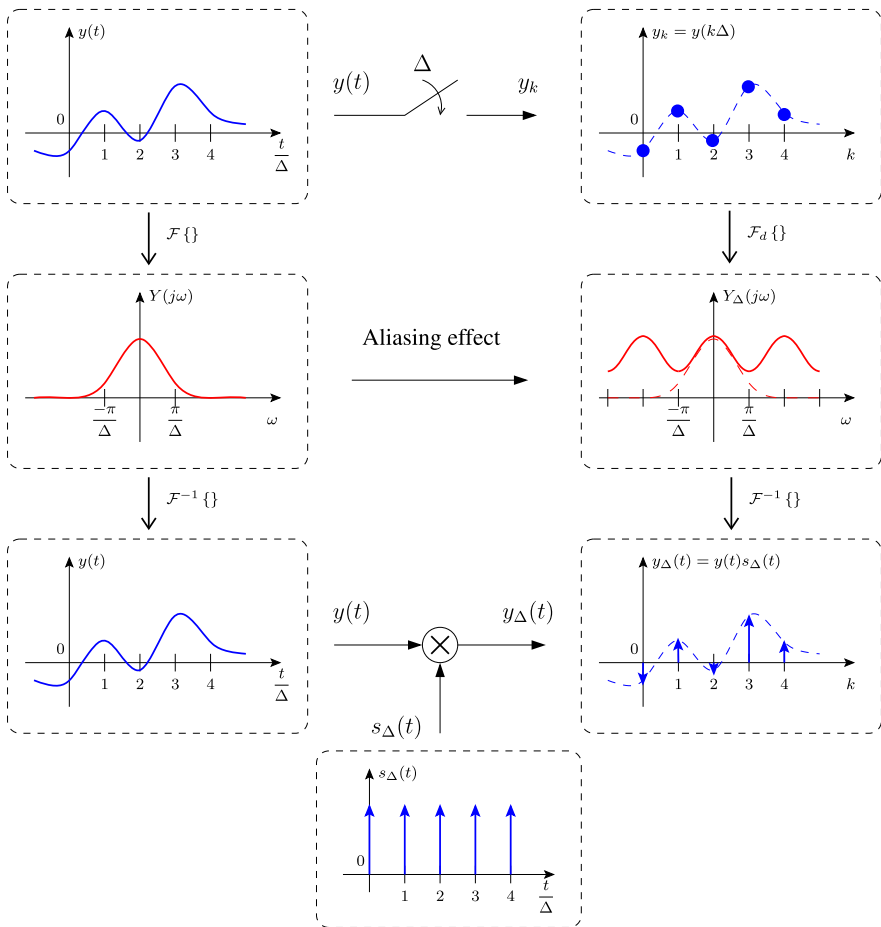 y(t)
0
1 2 3 4
t/Δ
y(t)
Δ
y_k
y_k = y(kΔ)
0
1 2 3 4
k
ℱ {}
ℱ_d {}
Y(jω)
−π/Δ
π/Δ
ω
Aliasing effect
Y_Δ(jω)
−π/Δ
π/Δ
ω
ℱ⁻¹ {}
ℱ⁻¹ {}
y(t)
0
1 2 3 4
t/Δ
y(t)
y_Δ(t)
s_Δ(t)
y_Δ(t) = y(t)s_Δ(t)
0
1 2 3 4
k
s_Δ(t)
0
1 2 3 4
t/Δ